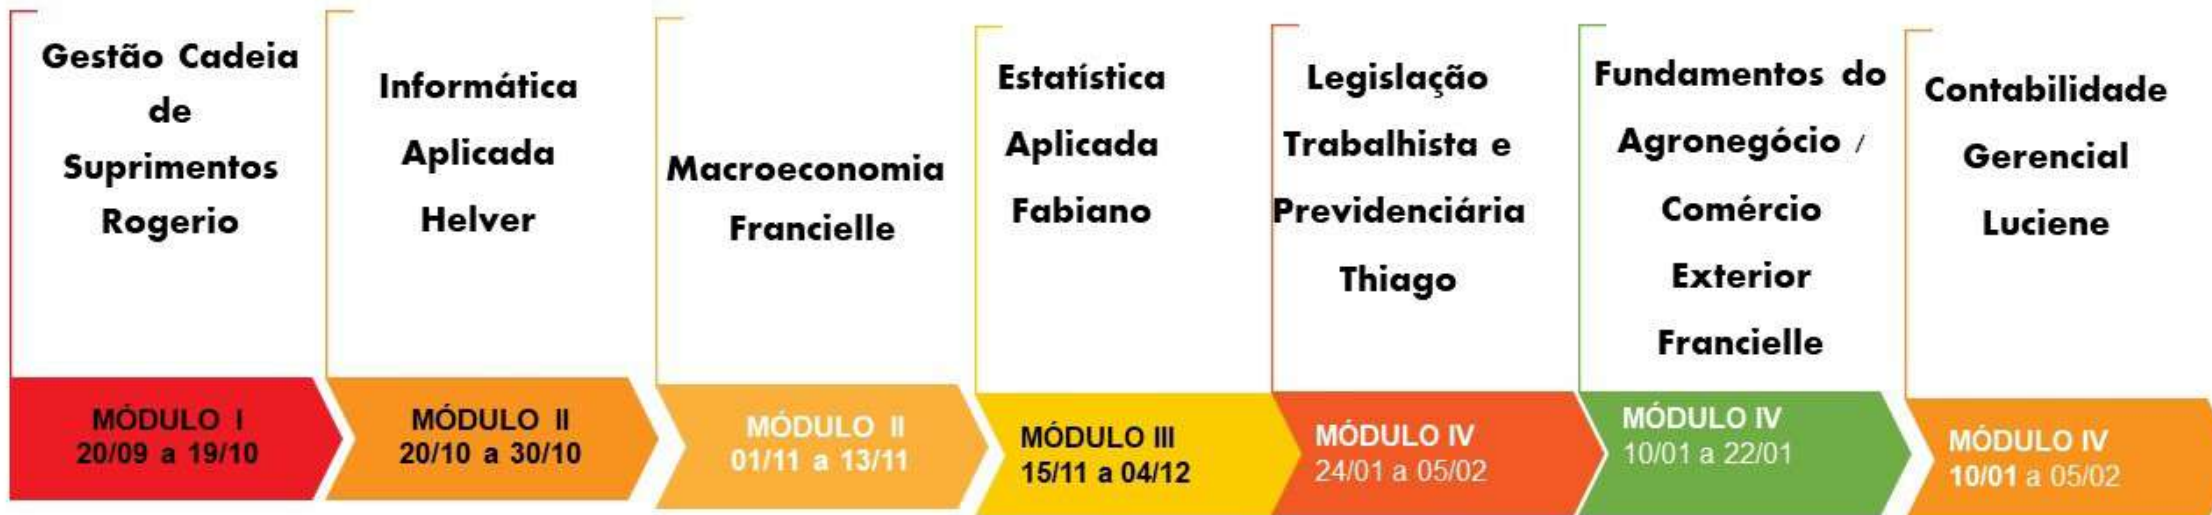 Gestão Cadeia
de
Suprimentos
Rogerio
MÓDULO I
20/09 a 19/10
Informática
Aplicada
Helver
MÓDULO II
20/10 a 30/10
Macroeconomia
Francielle
MÓDULO II
01/11 a 13/11
Estatística
Aplicada
Fabiano
MÓDULO III
15/11 a 04/12
Legislação
Trabalhista e
Previdenciária
Thiago
MÓDULO IV
24/01 a 05/02
Fundamentos do
Agronegócio /
Comércio
Exterior
Francielle
MÓDULO IV
10/01 a 22/01
Contabilidade
Gerencial
Luciene
MÓDULO IV
10/01 a 05/02